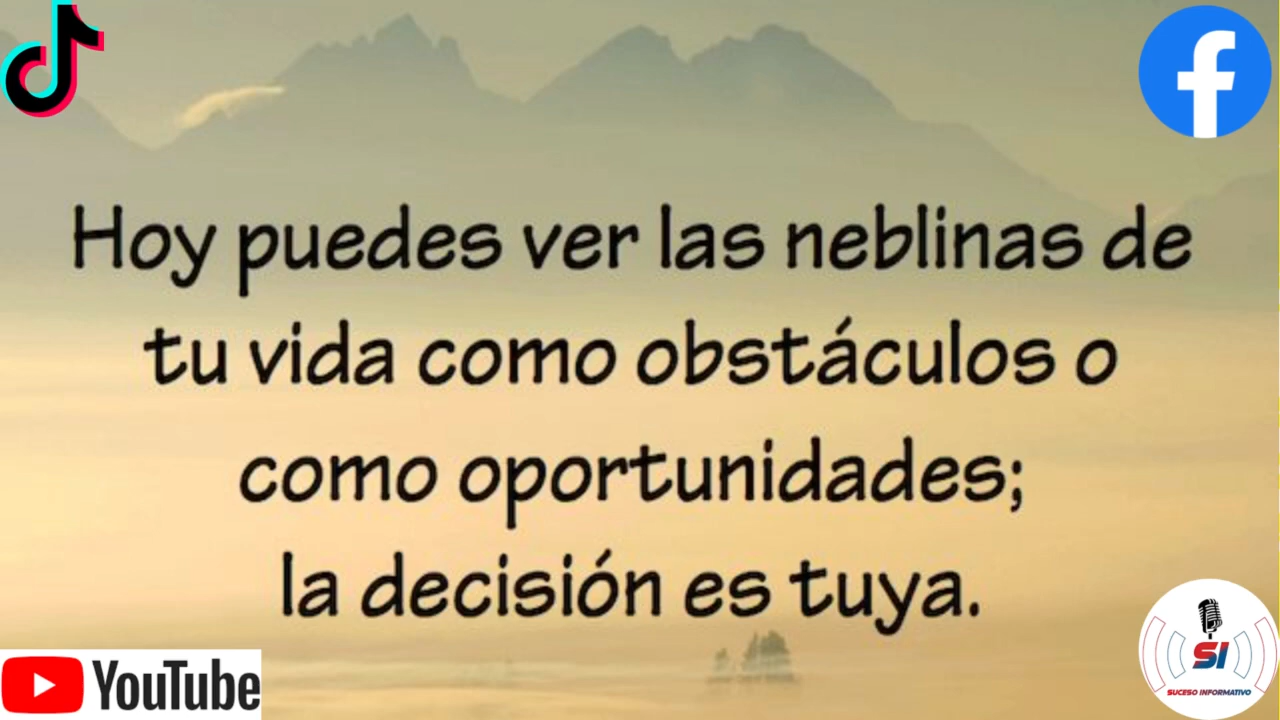 Hoy puedes ver las neblinas de
tu vida como obstáculos o
como oportunidades;
la decisión es tuya.
YouTube
SI
SUCESO INFORMATIVO